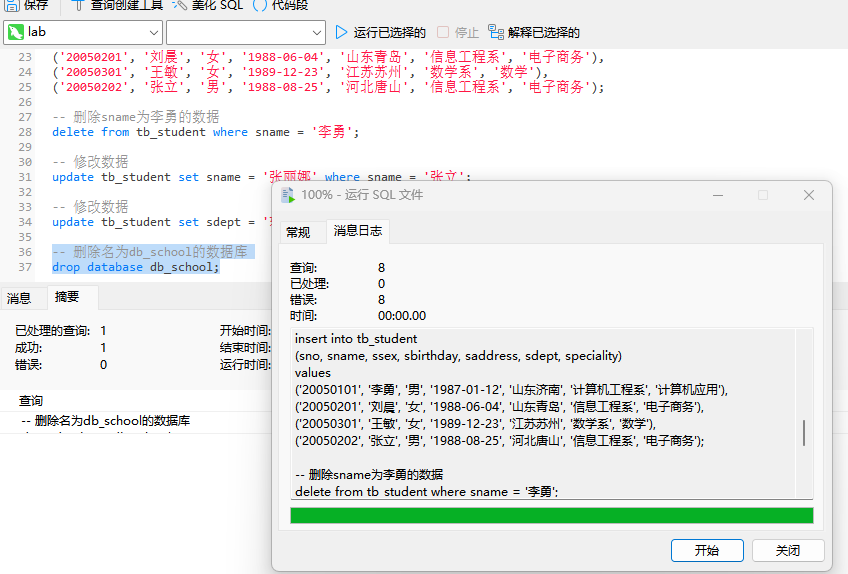 保存 查询创建工具 美化 SQL () 代码段
lab 运行已选择的 停止 解释已选择的
23 ('20050201', '刘晨', '女', '1988-06-04', '山东青岛', '信息工程系', '电子商务'),
24 ('20050301', '王敏', '女', '1989-12-23', '江苏苏州', '数学系', '数学'),
25 ('20050202', '张立', '男', '1988-08-25', '河北唐山', '信息工程系', '电子商务');
26
27 -- 删除sname为李勇的数据
28 delete from tb_student where sname = '李勇';
29
30 -- 修改数据
31 update tb_student set sname = '张丽娜' where sname = '张立';
32
33 -- 修改数据
34 update tb_student set sdept = '
35
36 -- 删除名为db_school的数据库
37 drop database db_school;
消息 摘要
已处理的查询: 1 开始时间:
成功: 1 结束时间:
错误: 0 运行时间:
查询
-- 删除名为db_school的数据库
100% - 运行 SQL 文件
常规 消息日志
查询: 8
已处理: 0
错误: 8
时间: 00:00.00
insert into tb_student
(sno, sname, ssex, sbirthday, saddress, sdept, speciality)
values
('20050101', '李勇', '男', '1987-01-12', '山东济南', '计算机工程系', '计算机应用'),
('20050201', '刘晨', '女', '1988-06-04', '山东青岛', '信息工程系', '电子商务'),
('20050301', '王敏', '女', '1989-12-23', '江苏苏州', '数学系', '数学'),
('20050202', '张立', '男', '1988-08-25', '河北唐山', '信息工程系', '电子商务');
-- 删除sname为李勇的数据
delete from tb_student where sname = '李勇';
开始 关闭